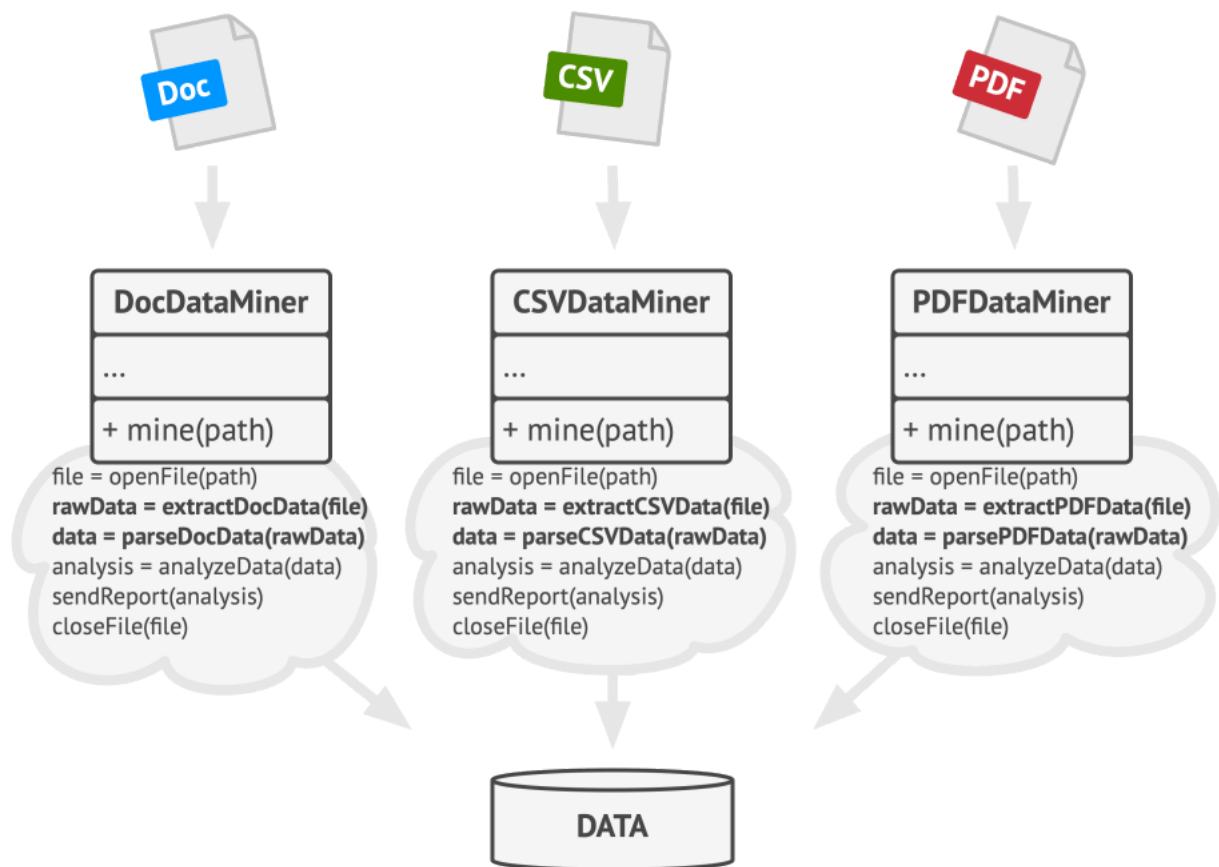 Doc
CSV
PDF
DocDataMiner
...
+ mine(path)
file = openFile(path)
rawData = extractDocData(file)
data = parseDocData(rawData)
analysis = analyzeData(data)
sendReport(analysis)
closeFile(file)
CSVDataMiner
...
+ mine(path)
file = openFile(path)
rawData = extractCSVData(file)
data = parseCSVData(rawData)
analysis = analyzeData(data)
sendReport(analysis)
closeFile(file)
PDFDataMiner
...
+ mine(path)
file = openFile(path)
rawData = extractPDFData(file)
data = parsePDFData(rawData)
analysis = analyzeData(data)
sendReport(analysis)
closeFile(file)
DATA